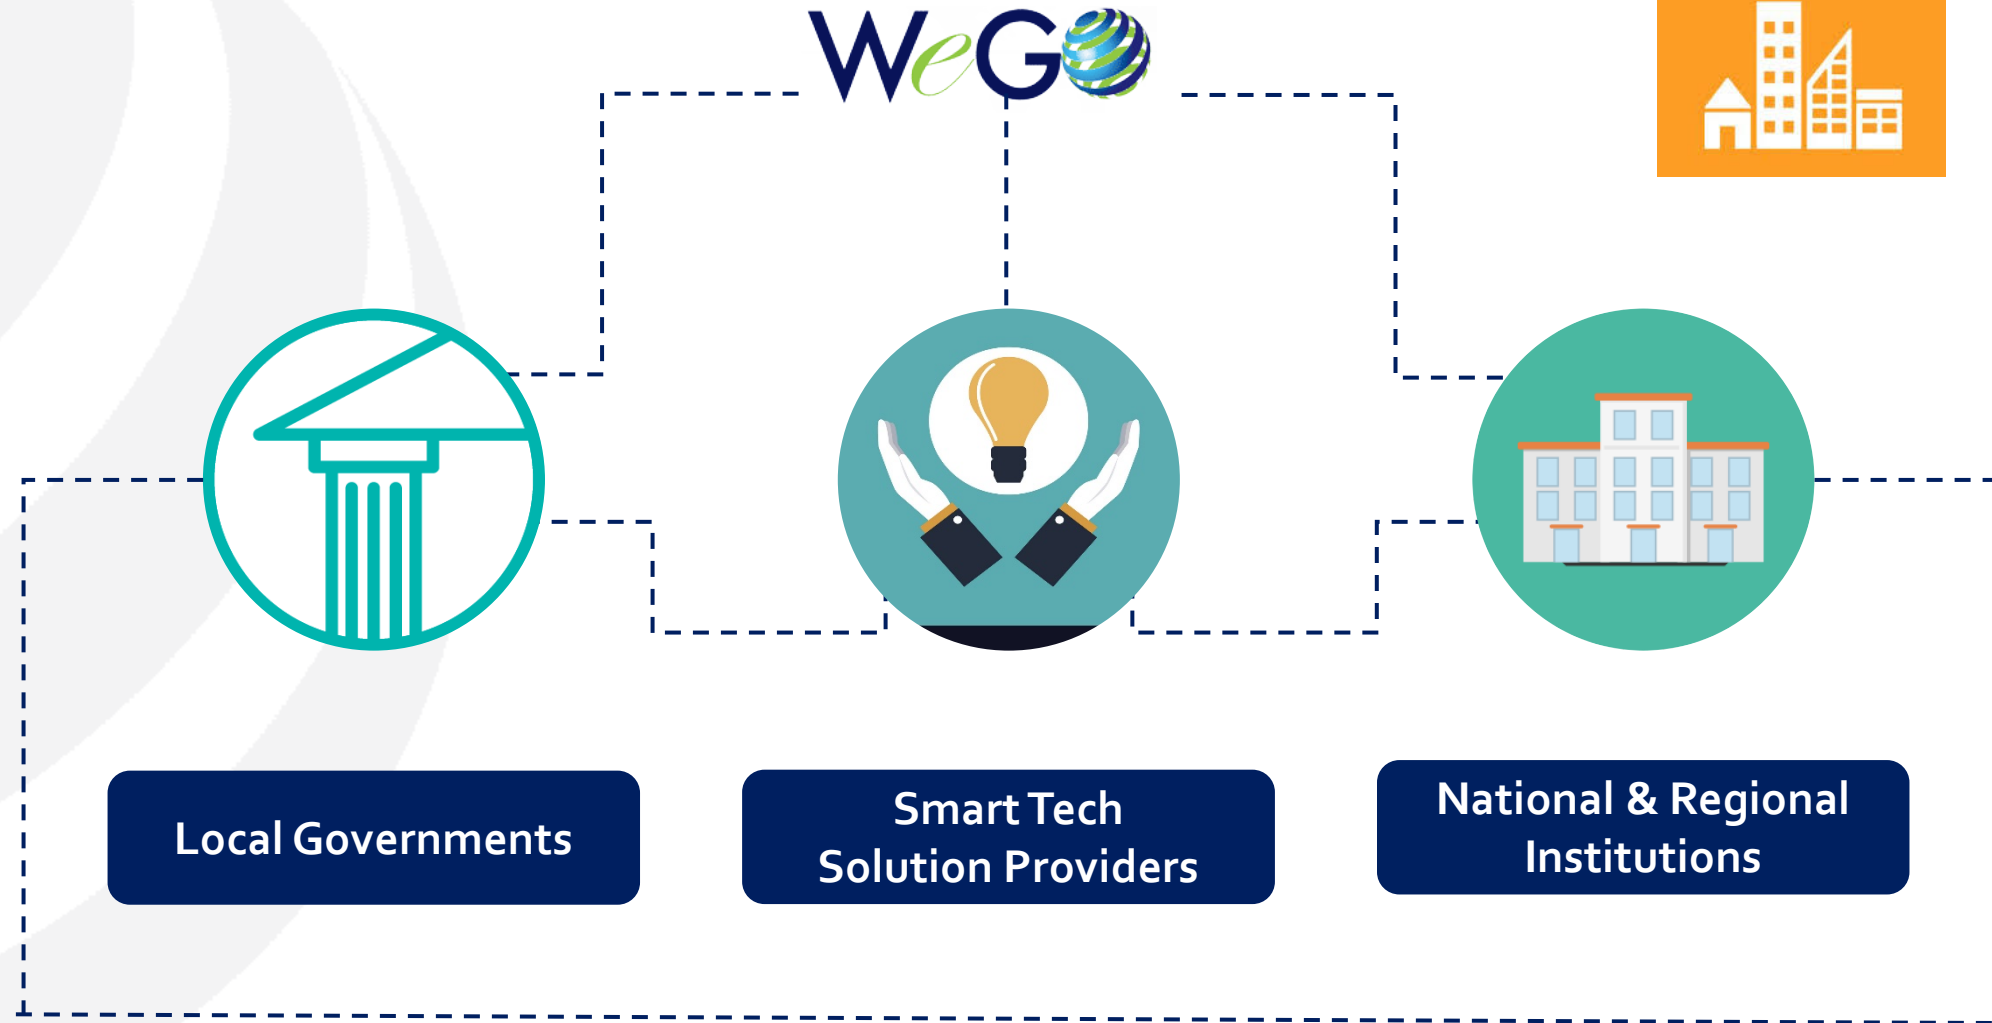 WeGO
Local Governments
Smart Tech
Solution Providers
National & Regional
Institutions